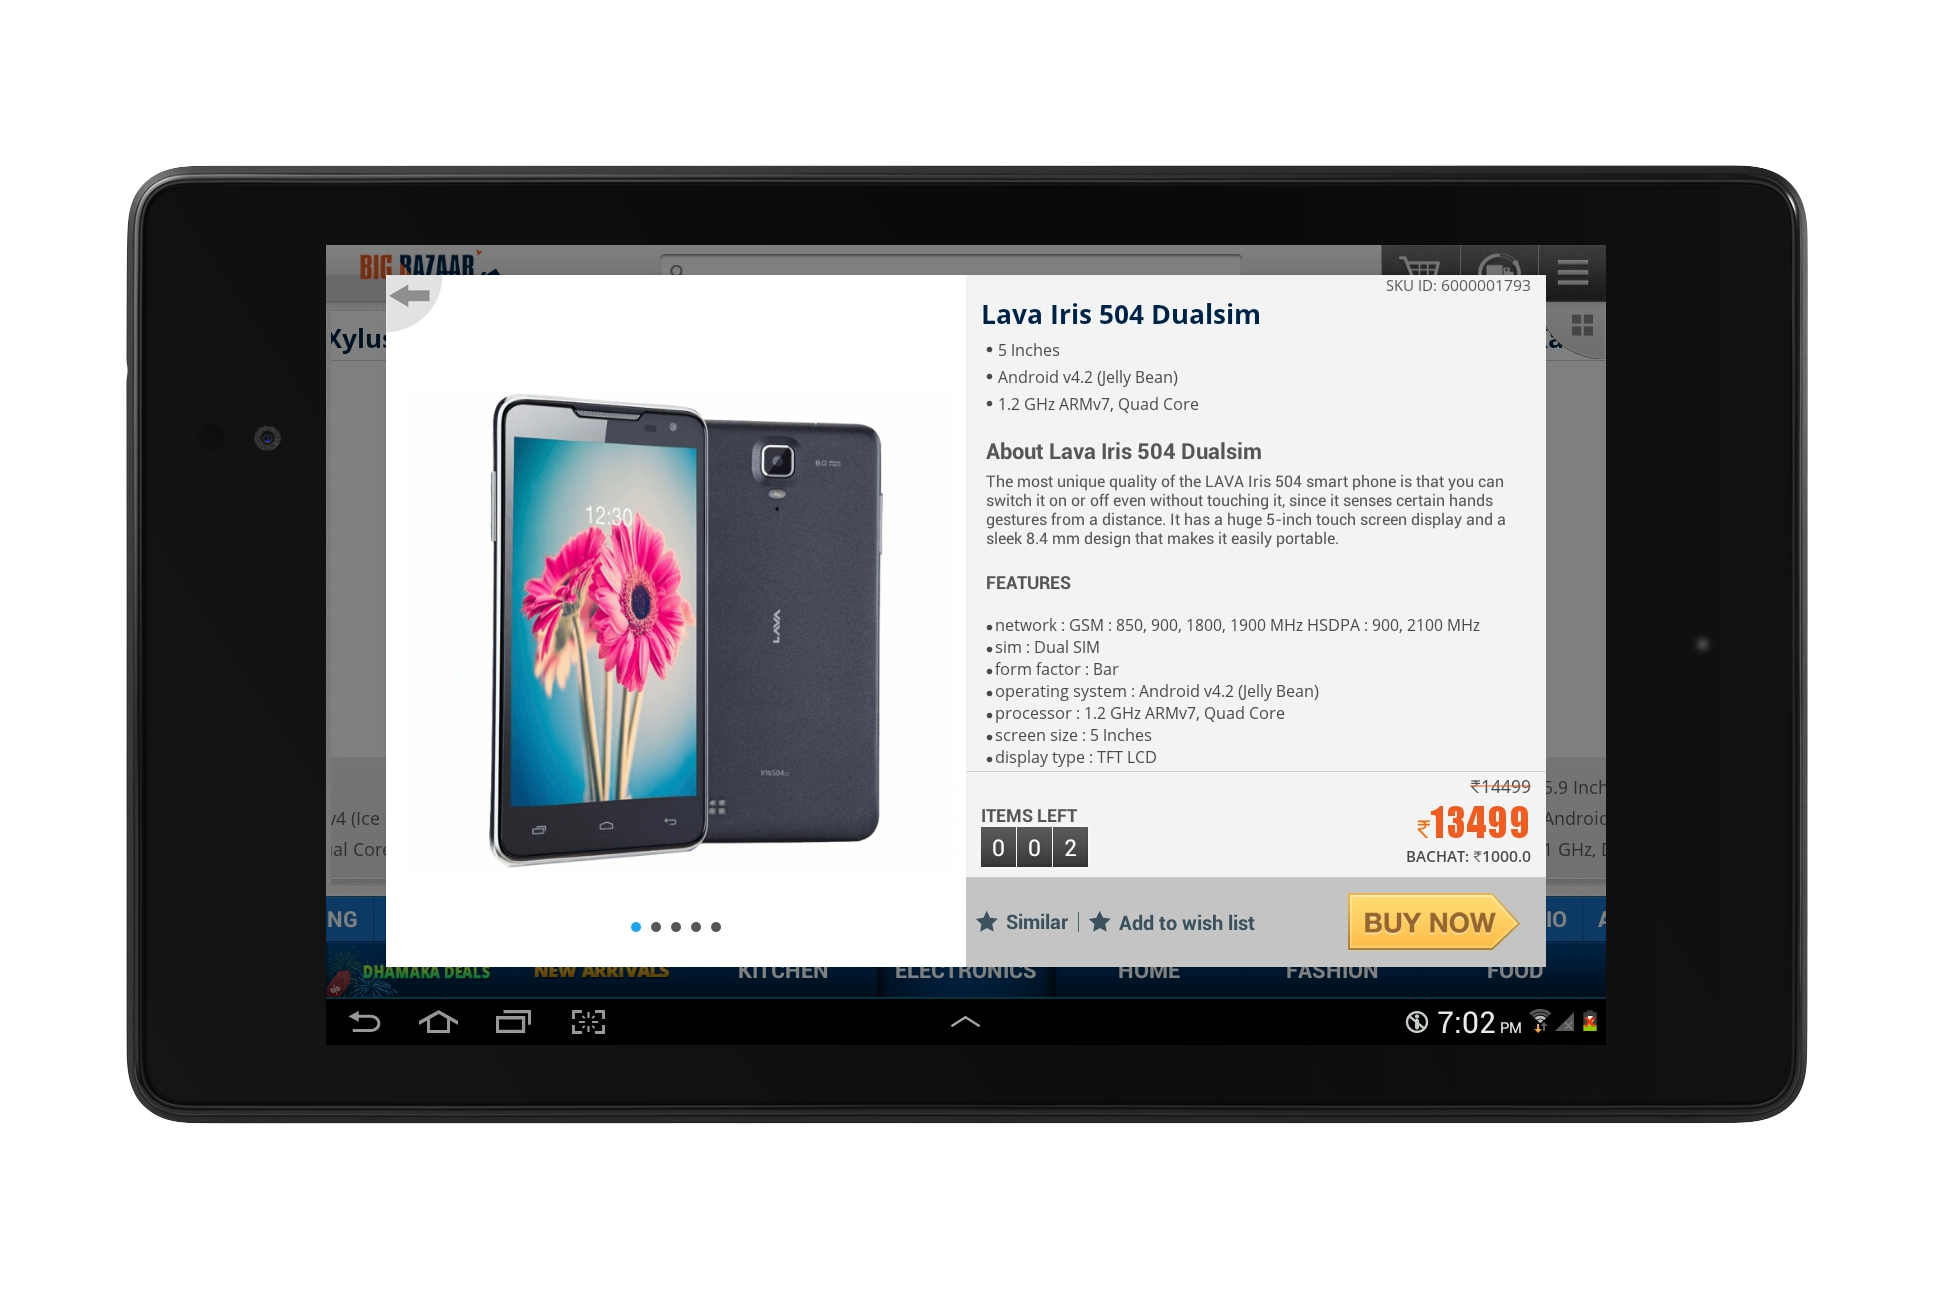 BIG BAZAAR
SKU ID: 6000001793
Lava Iris 504 Dualsim
• 5 Inches
• Android v4.2 (Jelly Bean)
• 1.2 GHz ARMv7, Quad Core
About Lava Iris 504 Dualsim
The most unique quality of the LAVA Iris 504 smart phone is that you can
switch it on or off even without touching it, since it senses certain hands
gestures from a distance. It has a huge 5-inch touch screen display and a
sleek 8.4 mm design that makes it easily portable.
FEATURES
• network : GSM : 850, 900, 1800, 1900 MHz HSDPA : 900, 2100 MHz
• sim : Dual SIM
• form factor : Bar
• operating system : Android v4.2 (Jelly Bean)
• processor : 1.2 GHz ARMv7, Quad Core
• screen size : 5 Inches
• display type : TFT LCD
₹14499
ITEMS LEFT
₹13499
0 0 2
BACHAT: ₹1000.0
Similar | Add to wish list
BUY NOW
12:30
LAVA
iris504
8.0
Xylus
v4 (Ice
ual Core
5.9 Inch
Android
1 GHz, D
NG
IO
A
DHAMAKA DEALS
NEW ARRIVALS
KITCHEN
ELECTRONICS
HOME
FASHION
FOOD
7:02 PM